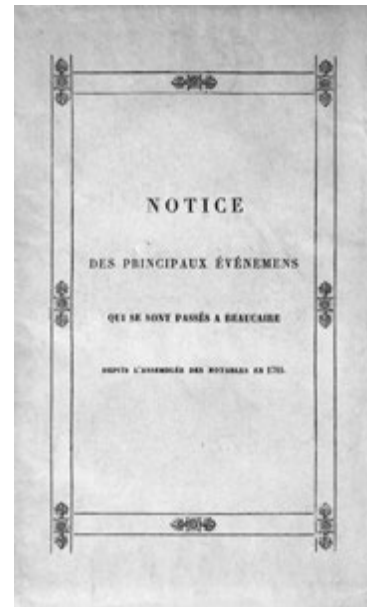 NOTICE
DES PRINCIPAUX ÉVÉNEMENS
QUI SE SONT PASSÉS A BEAUCAIRE
DEPUIS L'ASSEMBLÉE DES NOTABLES EN